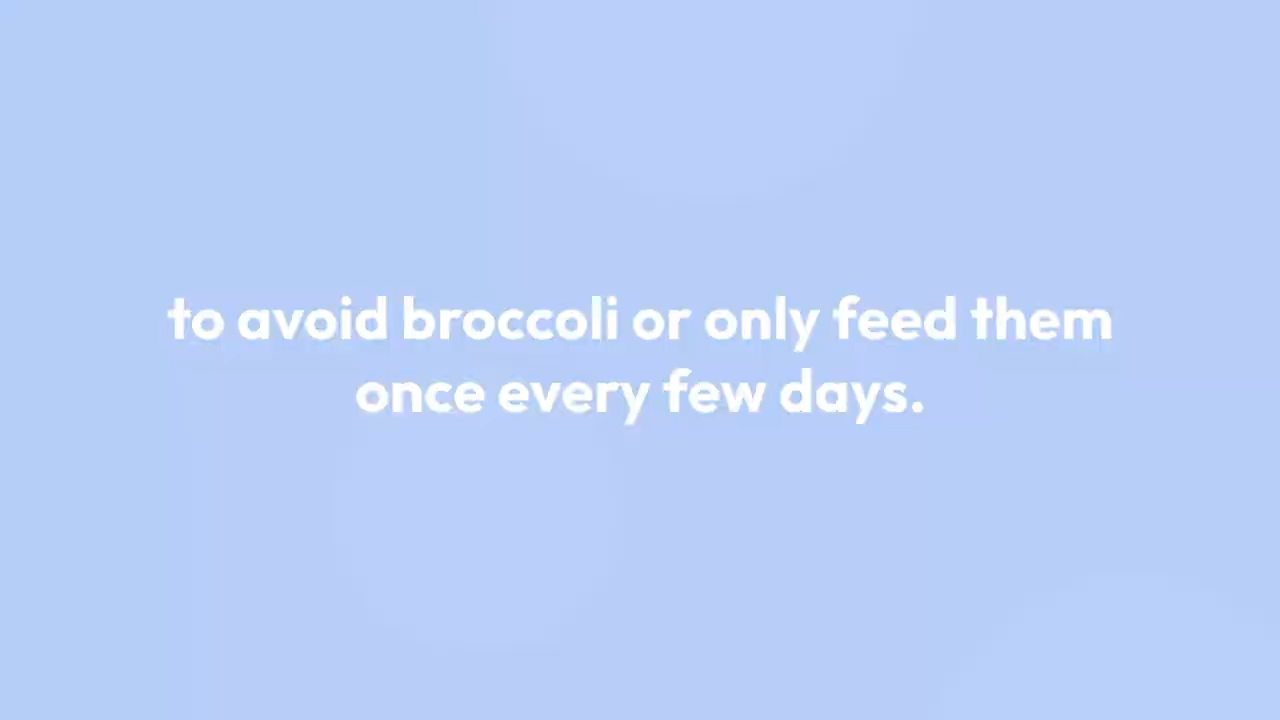 to avoid broccoli or only feed them
once every few days.